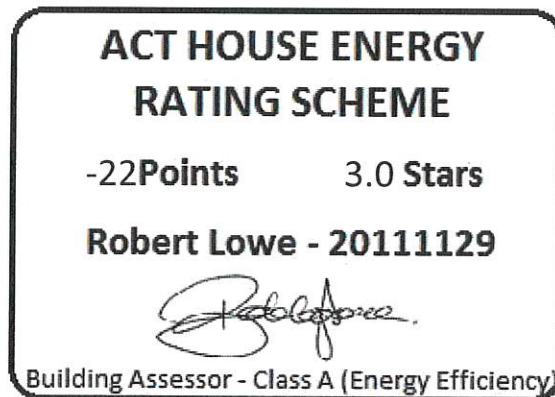 ACT HOUSE ENERGY
RATING SCHEME
-22Points 3.0 Stars
Robert Lowe - 20111129
Building Assessor - Class A (Energy Efficiency)